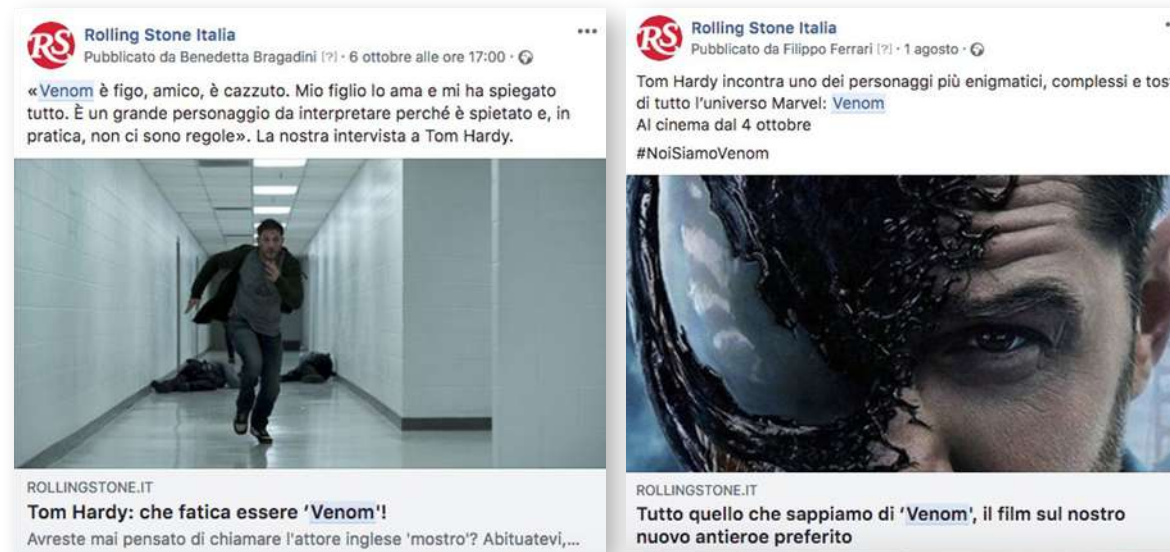 RS
Rolling Stone Italia
Pubblicato da Benedetta Bragadini [?] · 6 ottobre alle ore 17:00 ·
«Venom è figo, amico, è cazzuto. Mio figlio lo ama e mi ha spiegato
tutto. È un grande personaggio da interpretare perché è spietato e, in
pratica, non ci sono regole». La nostra intervista a Tom Hardy.
ROLLINGSTONE.IT
Tom Hardy: che fatica essere ‘Venom'!
Avreste mai pensato di chiamare l'attore inglese 'mostro'? Abituatevi,...
RS
Rolling Stone Italia
Pubblicato da Filippo Ferrari [?] · 1 agosto ·
Tom Hardy incontra uno dei personaggi più enigmatici, complessi e
di tutto l’universo Marvel: Venom
Al cinema dal 4 ottobre
#NoiSiamoVenom
ROLLINGSTONE.IT
Tutto quello che sappiamo di ‘Venom', il film sul nostro
nuovo antieroe preferito